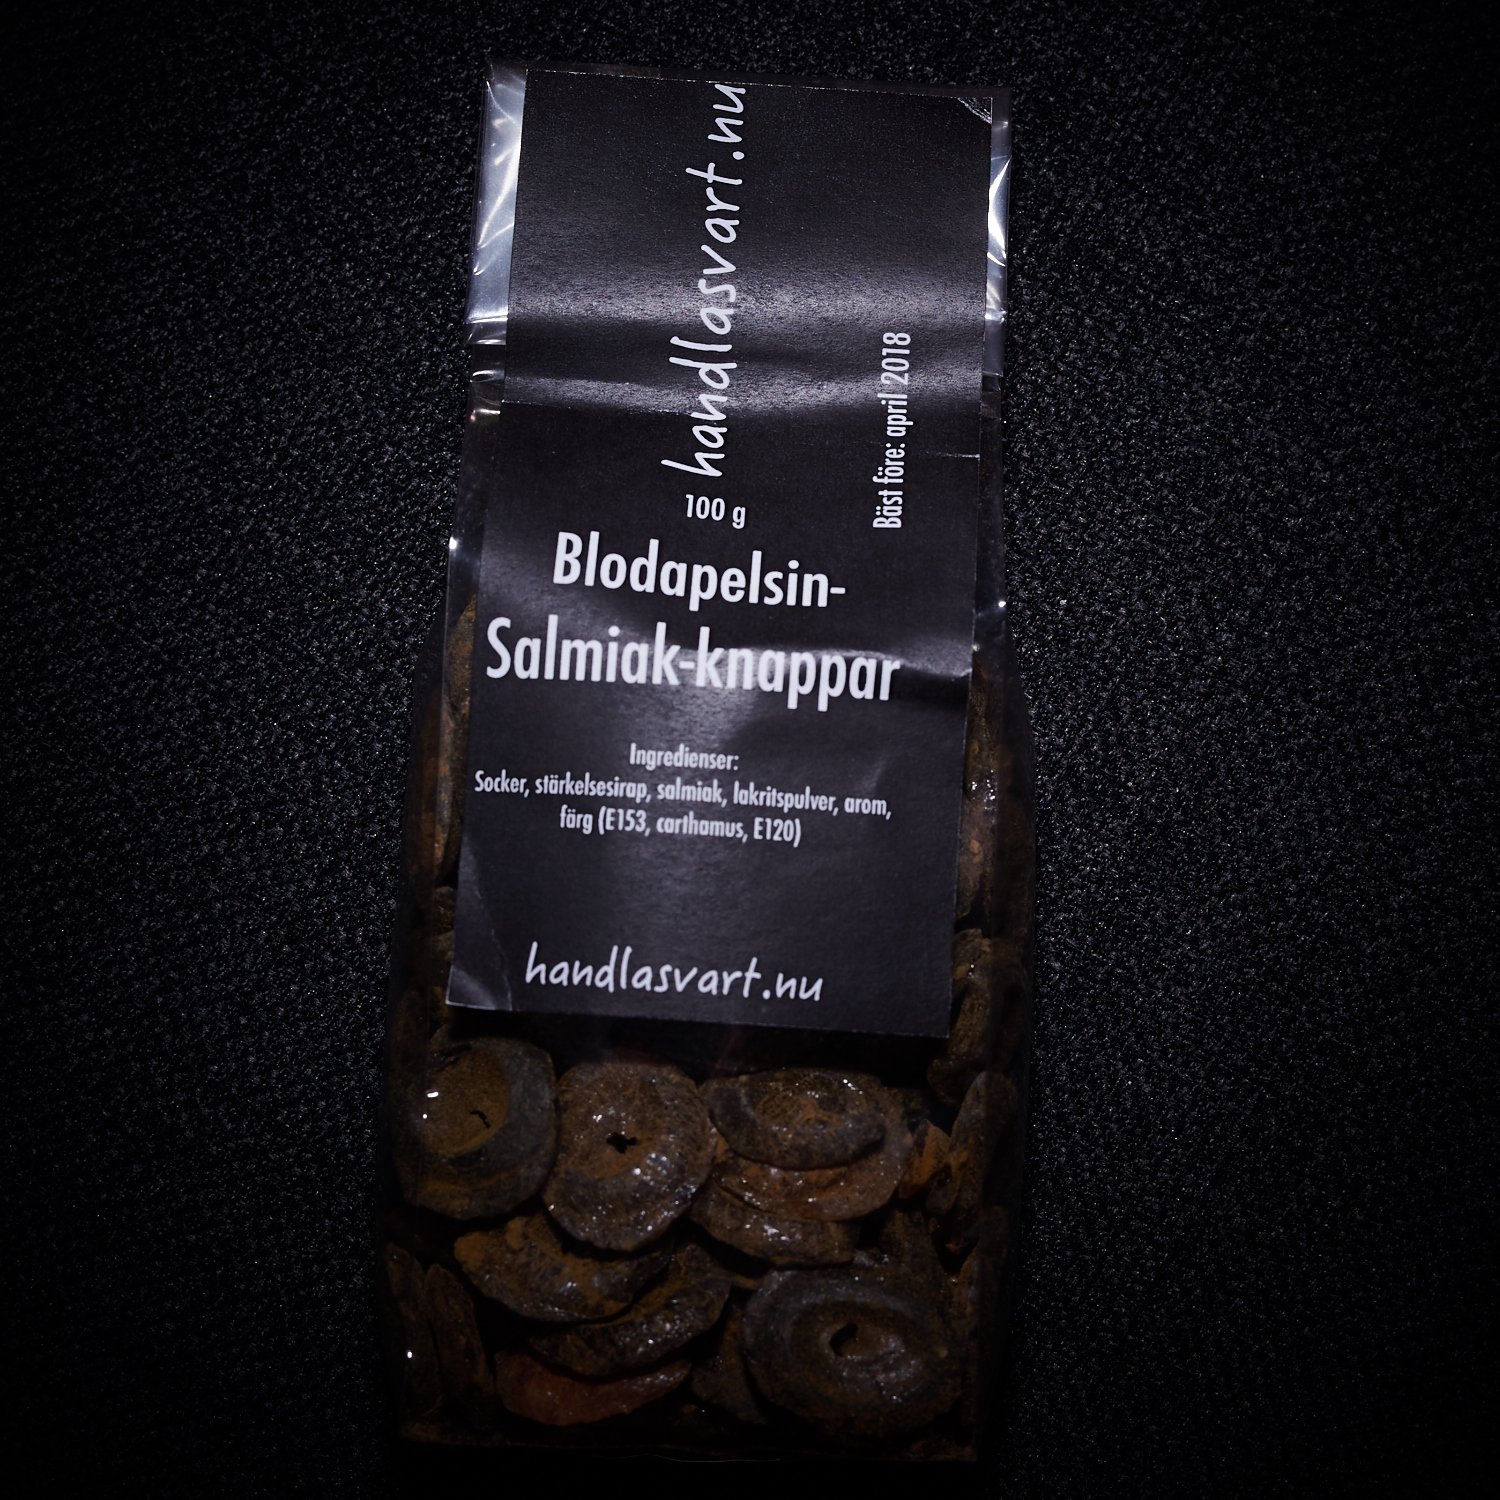 handlasvart.nu
Bäst före: april 2018
100 g
Blodapelsin-
Salmiak-knappar
Ingredienser:
Socker, stärkelsesirap, salmiak, lakritspulver, arom,
färg (E153, carthamus, E120)
handlasvart.nu